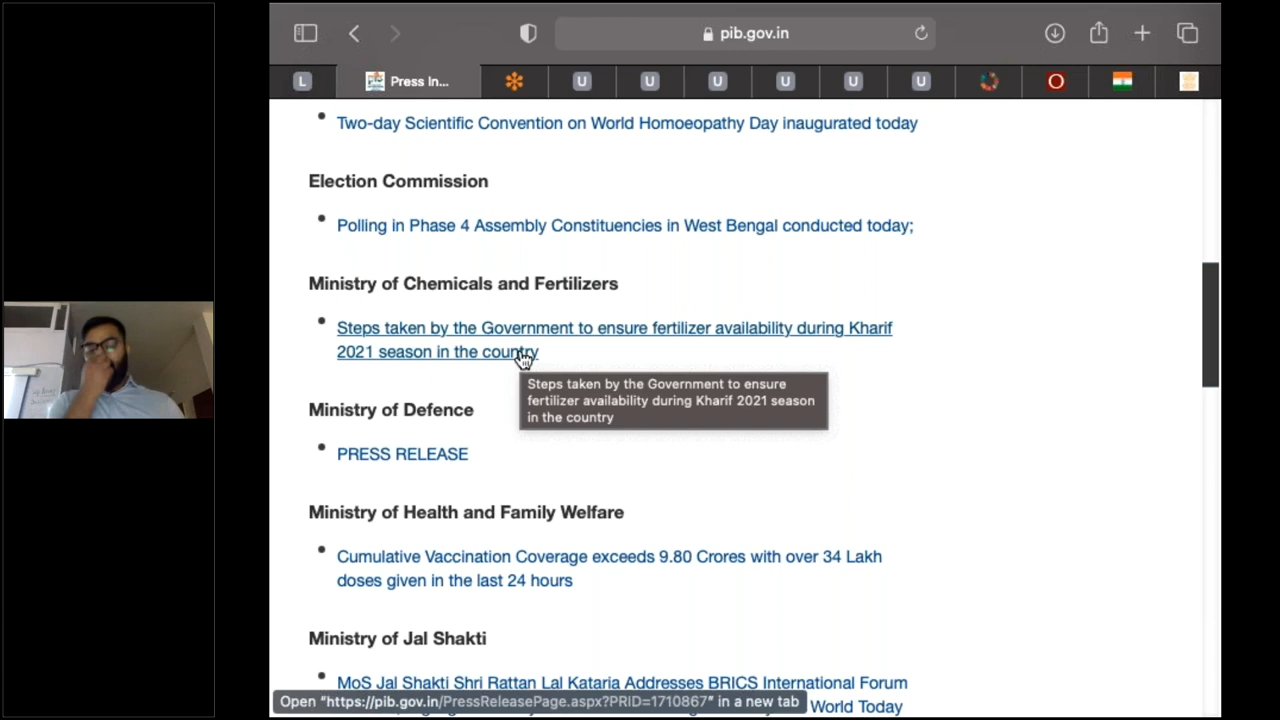 pib.gov.in
L
Press In...
U
U
U
U
U
U
O
Two-day Scientific Convention on World Homoeopathy Day inaugurated today
Election Commission
Polling in Phase 4 Assembly Constituencies in West Bengal conducted today;
Ministry of Chemicals and Fertilizers
Steps taken by the Government to ensure fertilizer availability during Kharif
2021 season in the country
Steps taken by the Government to ensure
fertilizer availability during Kharif 2021 season
in the country
Ministry of Defence
PRESS RELEASE
Ministry of Health and Family Welfare
Cumulative Vaccination Coverage exceeds 9.80 Crores with over 34 Lakh
doses given in the last 24 hours
Ministry of Jal Shakti
MoS Jal Shakti Shri Rattan Lal Kataria Addresses BRICS International Forum
Open “https://pib.gov.in/PressReleasePage.aspx?PRID=1710867” in a new tab
World Today